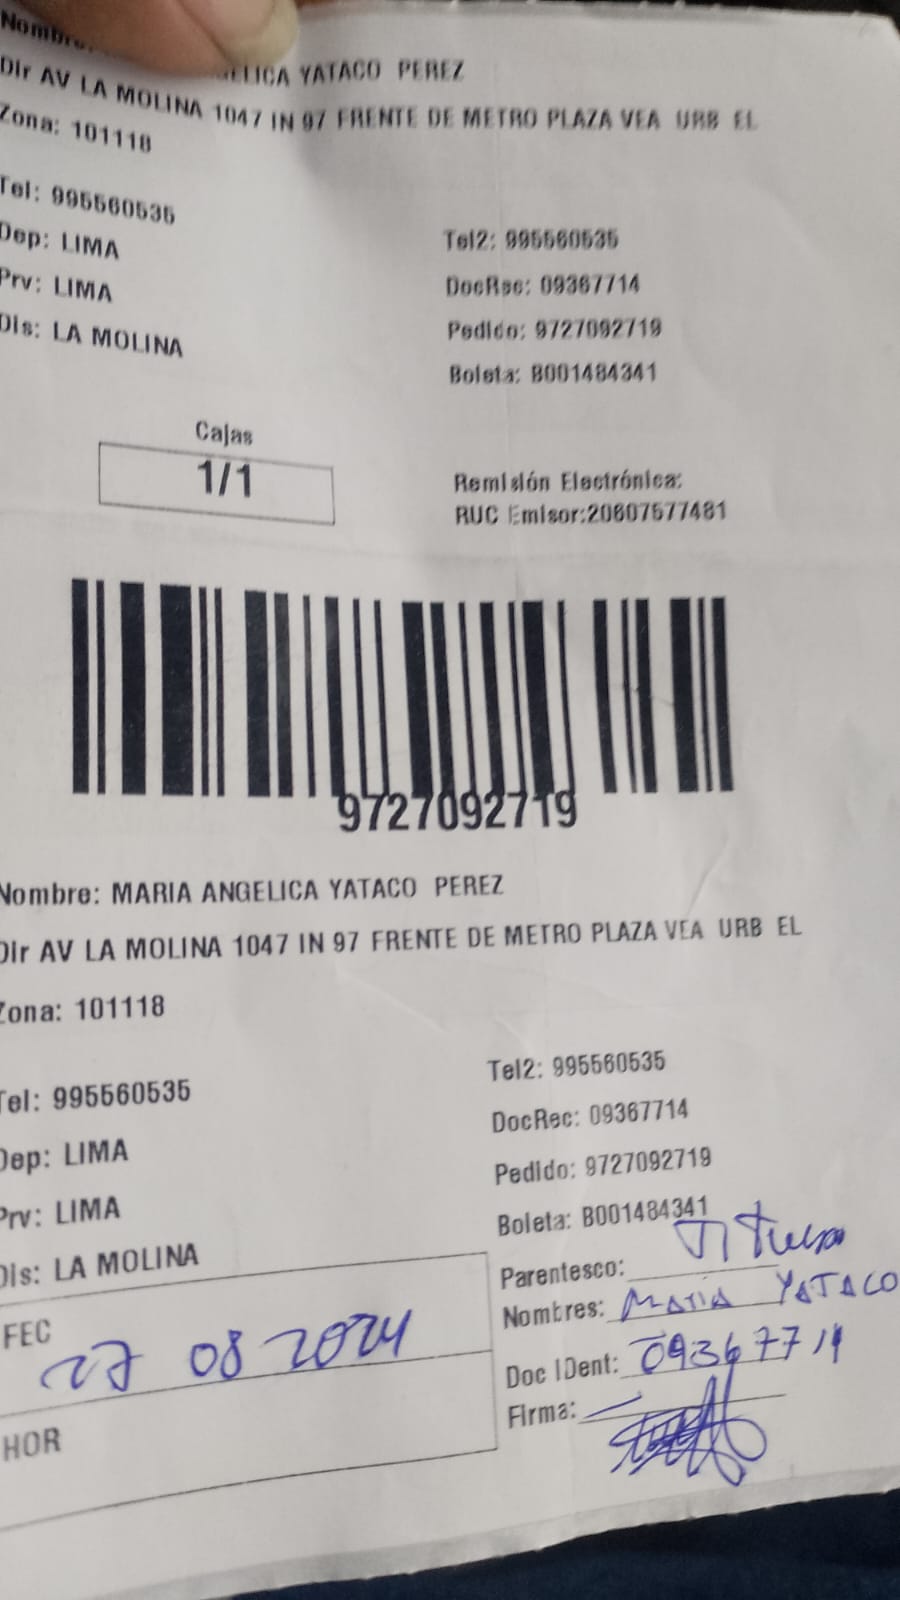 Nombre: ANGELICA YATACO PEREZ
Dir AV LA MOLINA 1047 IN 97 FRENTE DE METRO PLAZA VEA URB EL
Zona: 101118
Tel: 995560535
Tel2: 995560535
Dep: LIMA
DocRec: 09367714
Prv: LIMA
Pedido: 9727092719
Dis: LA MOLINA
Boleta: B001484341
Cajas
1/1
Remisión Electrónica:
RUC Emisor:20607577481
9727092719
Nombre: MARIA ANGELICA YATACO PEREZ
Dir AV LA MOLINA 1047 IN 97 FRENTE DE METRO PLAZA VEA URB EL
Zona: 101118
Tel: 995560535
Tel2: 995560535
DocRec: 09367714
Dep: LIMA
Pedido: 9727092719
Prv: LIMA
Boleta: B001484341
Dis: LA MOLINA
Parentesco: Titular
Nombres: MARIA YATACO
FEC
27 08 2024
Doc IDent: 09367714
Firma:
HOR